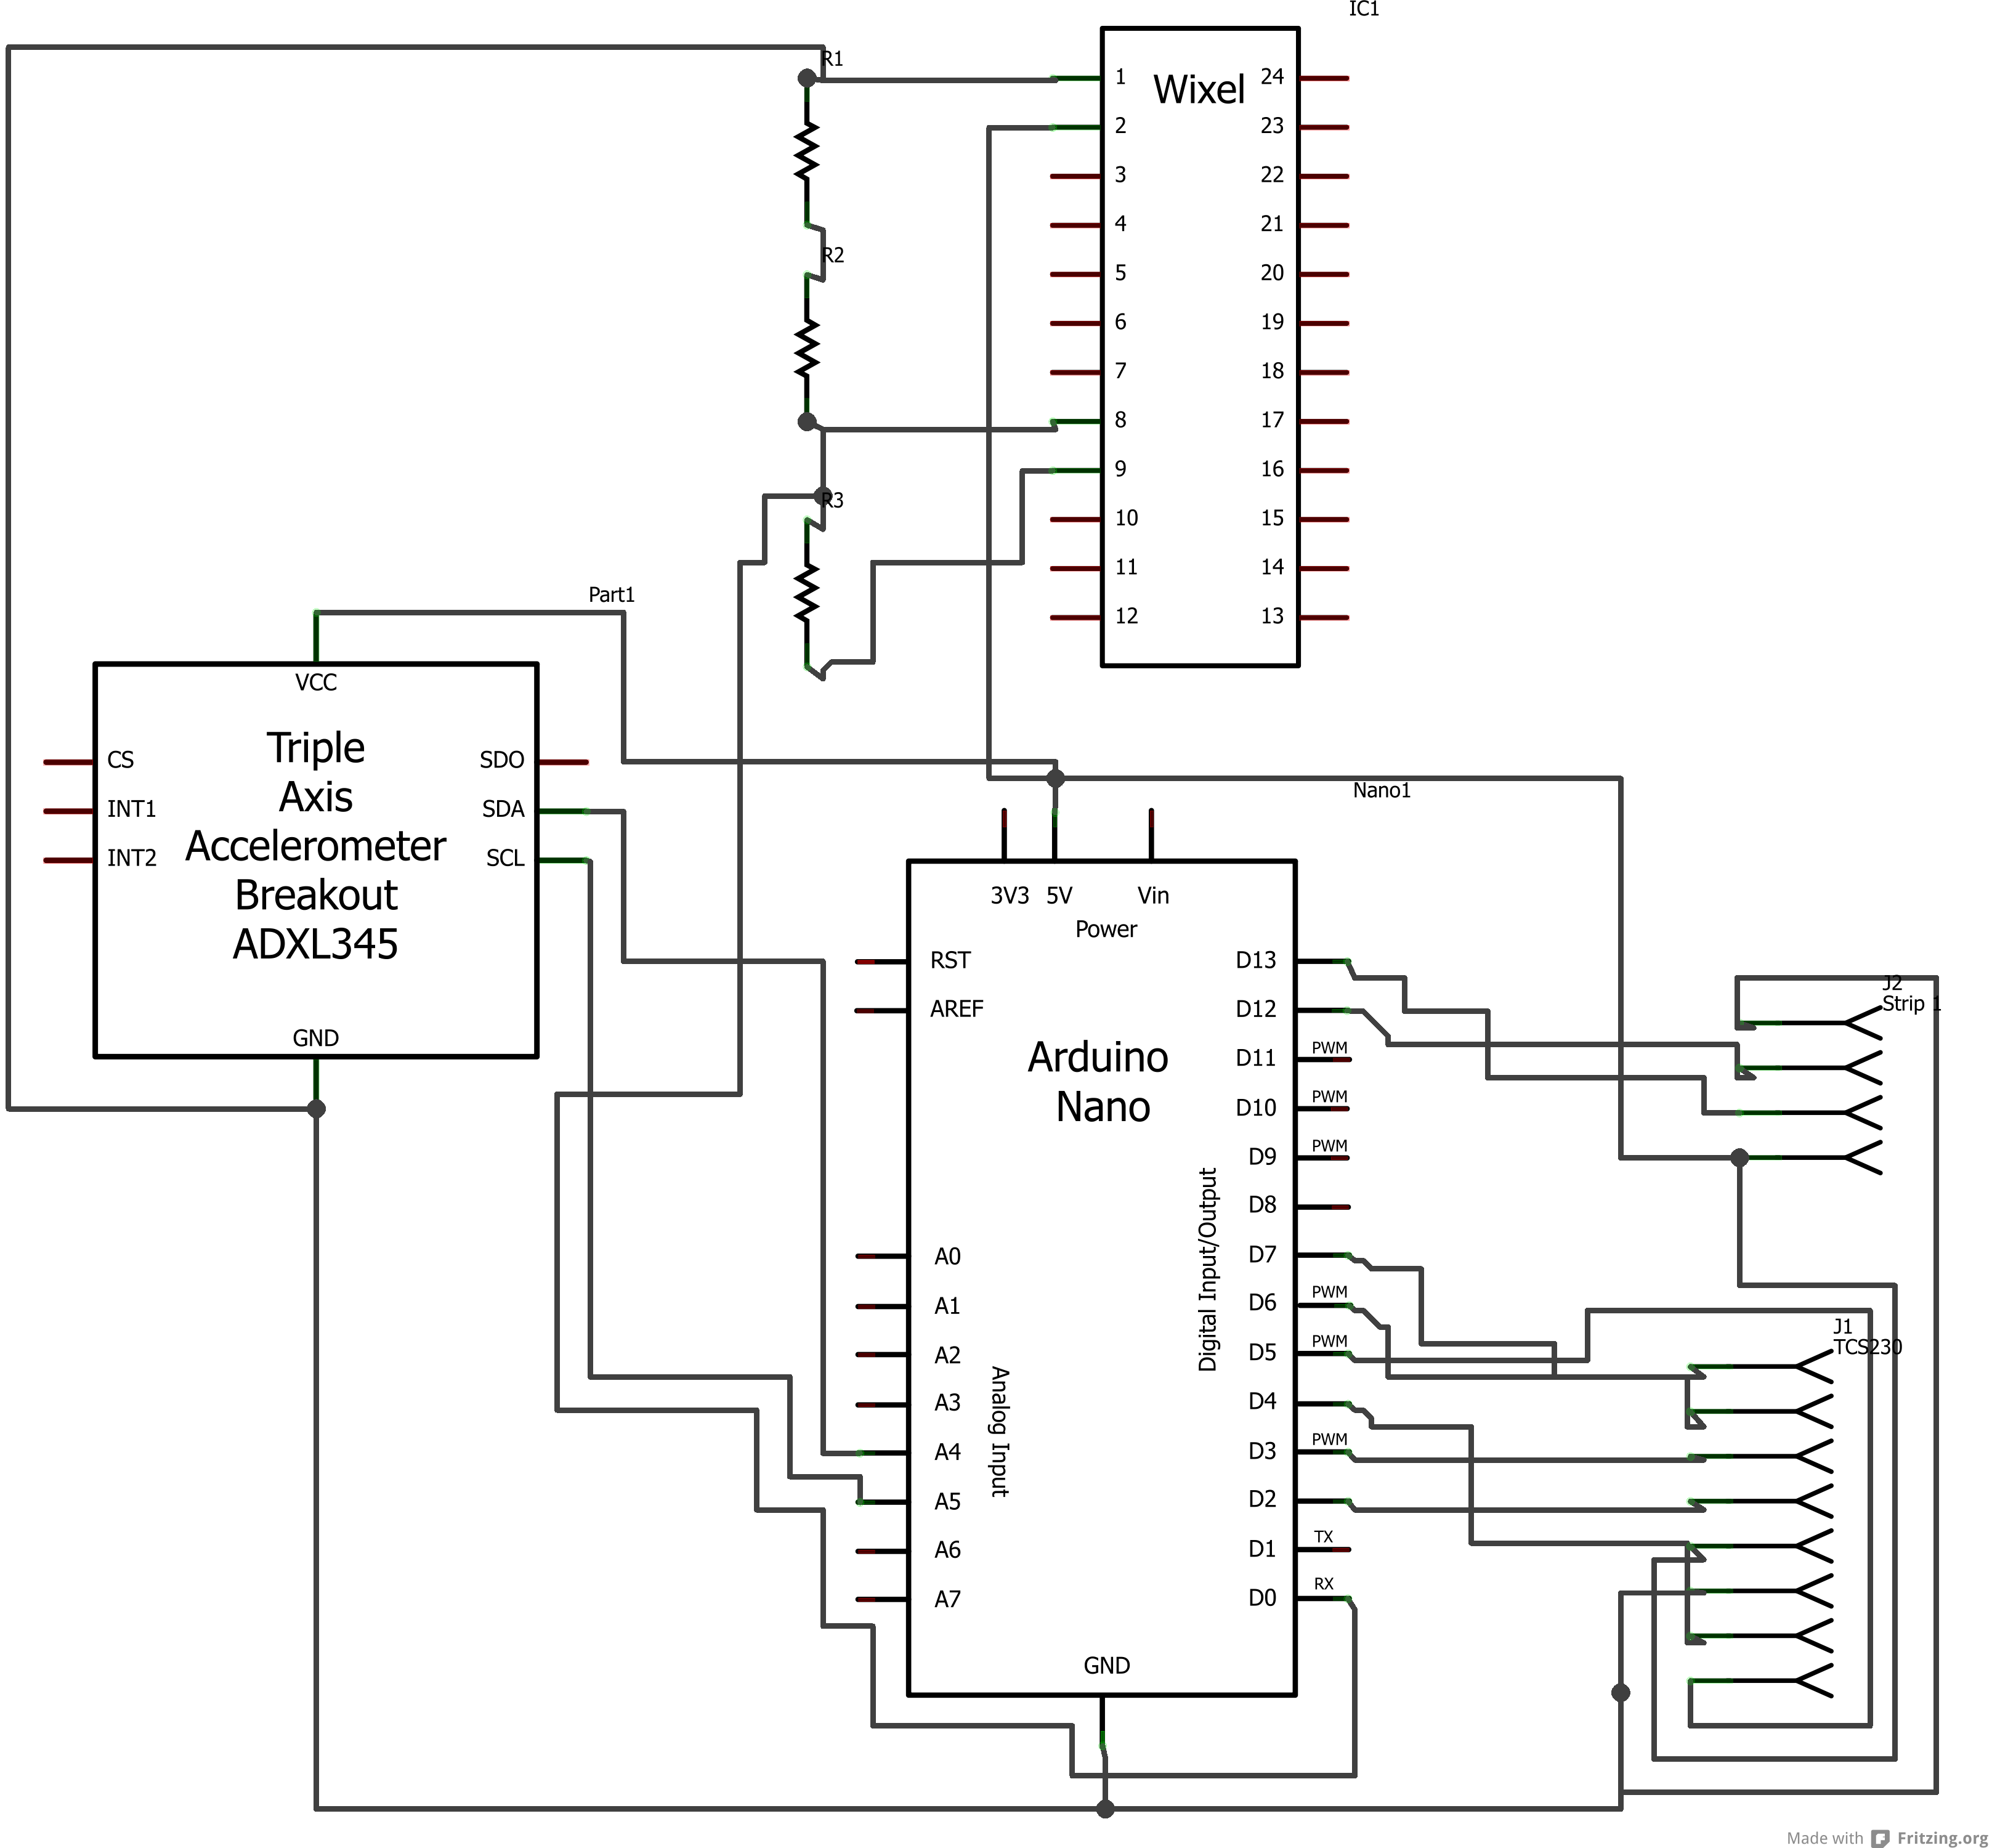 IC1
R1
Wixel
1
24
2
23
3
22
4
21
R2
5
20
6
19
7
18
8
17
9
16
R3
10
15
11
14
12
13
Part1
VCC
Triple
Axis
Accelerometer
Breakout
ADXL345
CS
INT1
INT2
SDO
SDA
SCL
GND
Nano1
3V3 5V Vin
Power
RST
AREF
Arduino
Nano
D13
D12
D11
PWM
D10
PWM
D9
PWM
D8
D7
D6
PWM
D5
PWM
D4
D3
PWM
D2
D1
TX
D0
RX
Digital Input/Output
A0
A1
A2
A3
A4
A5
A6
A7
Analog Input
GND
J2
Strip 1
J1
TCS230
Made with Fritzing.org